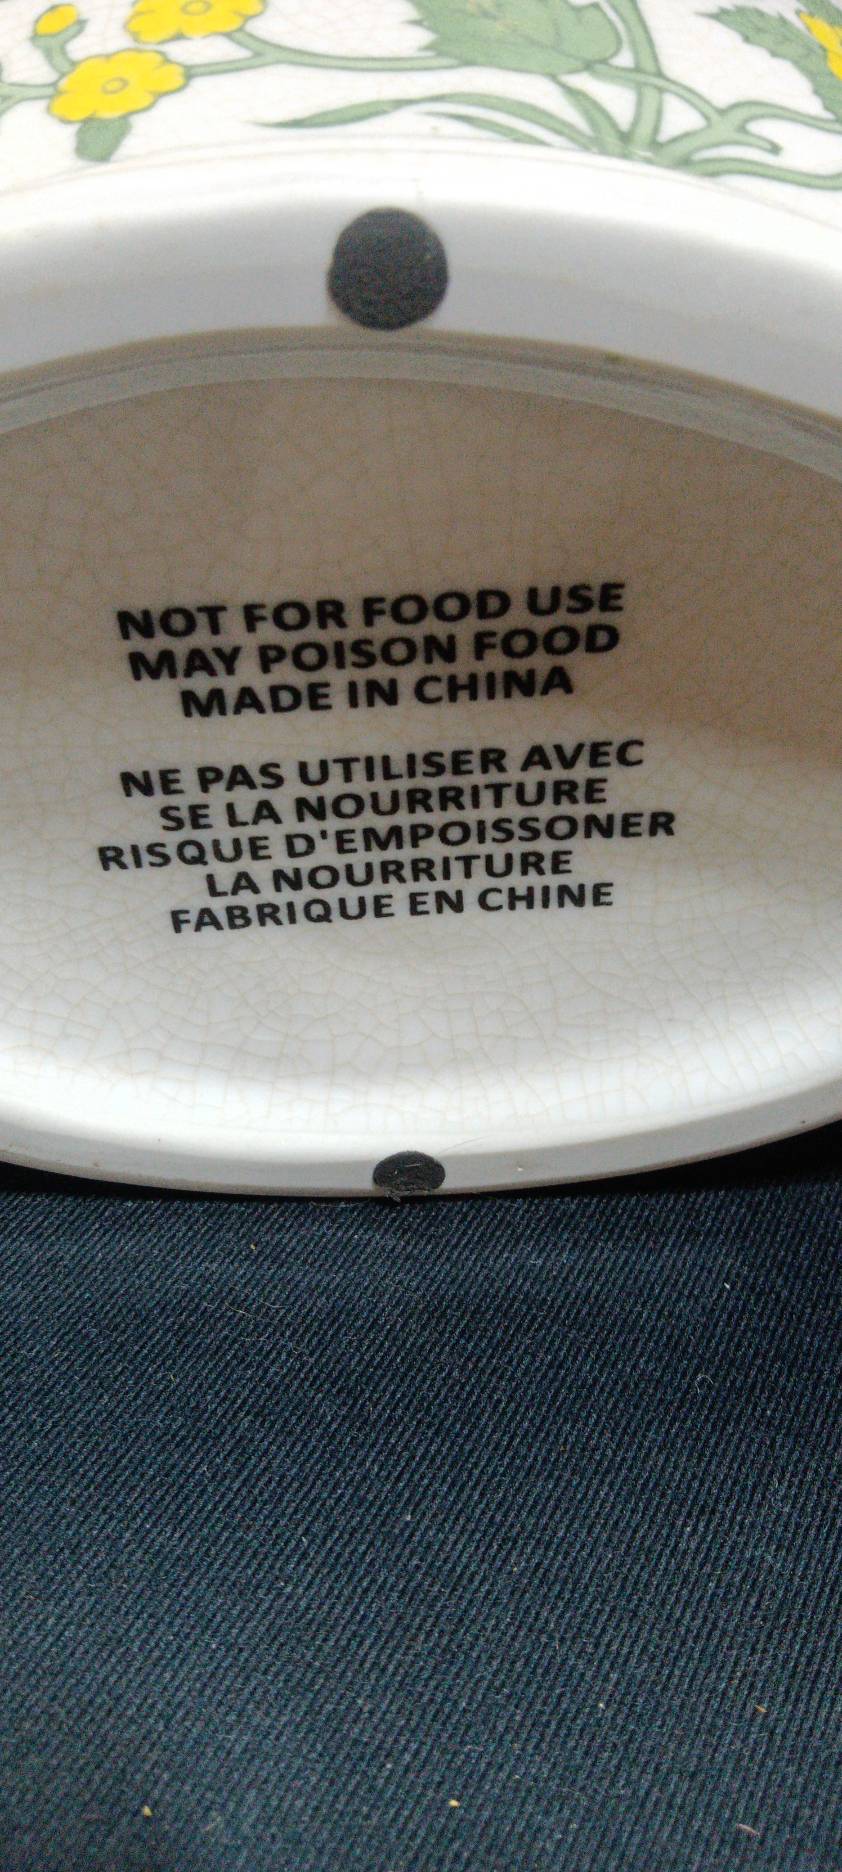 NOT FOR FOOD USE
MAY POISON FOOD
MADE IN CHINA
NE PAS UTILISER AVEC
SE LA NOURRITURE
RISQUE D'EMPOISSONER
LA NOURRITURE
FABRIQUE EN CHINE